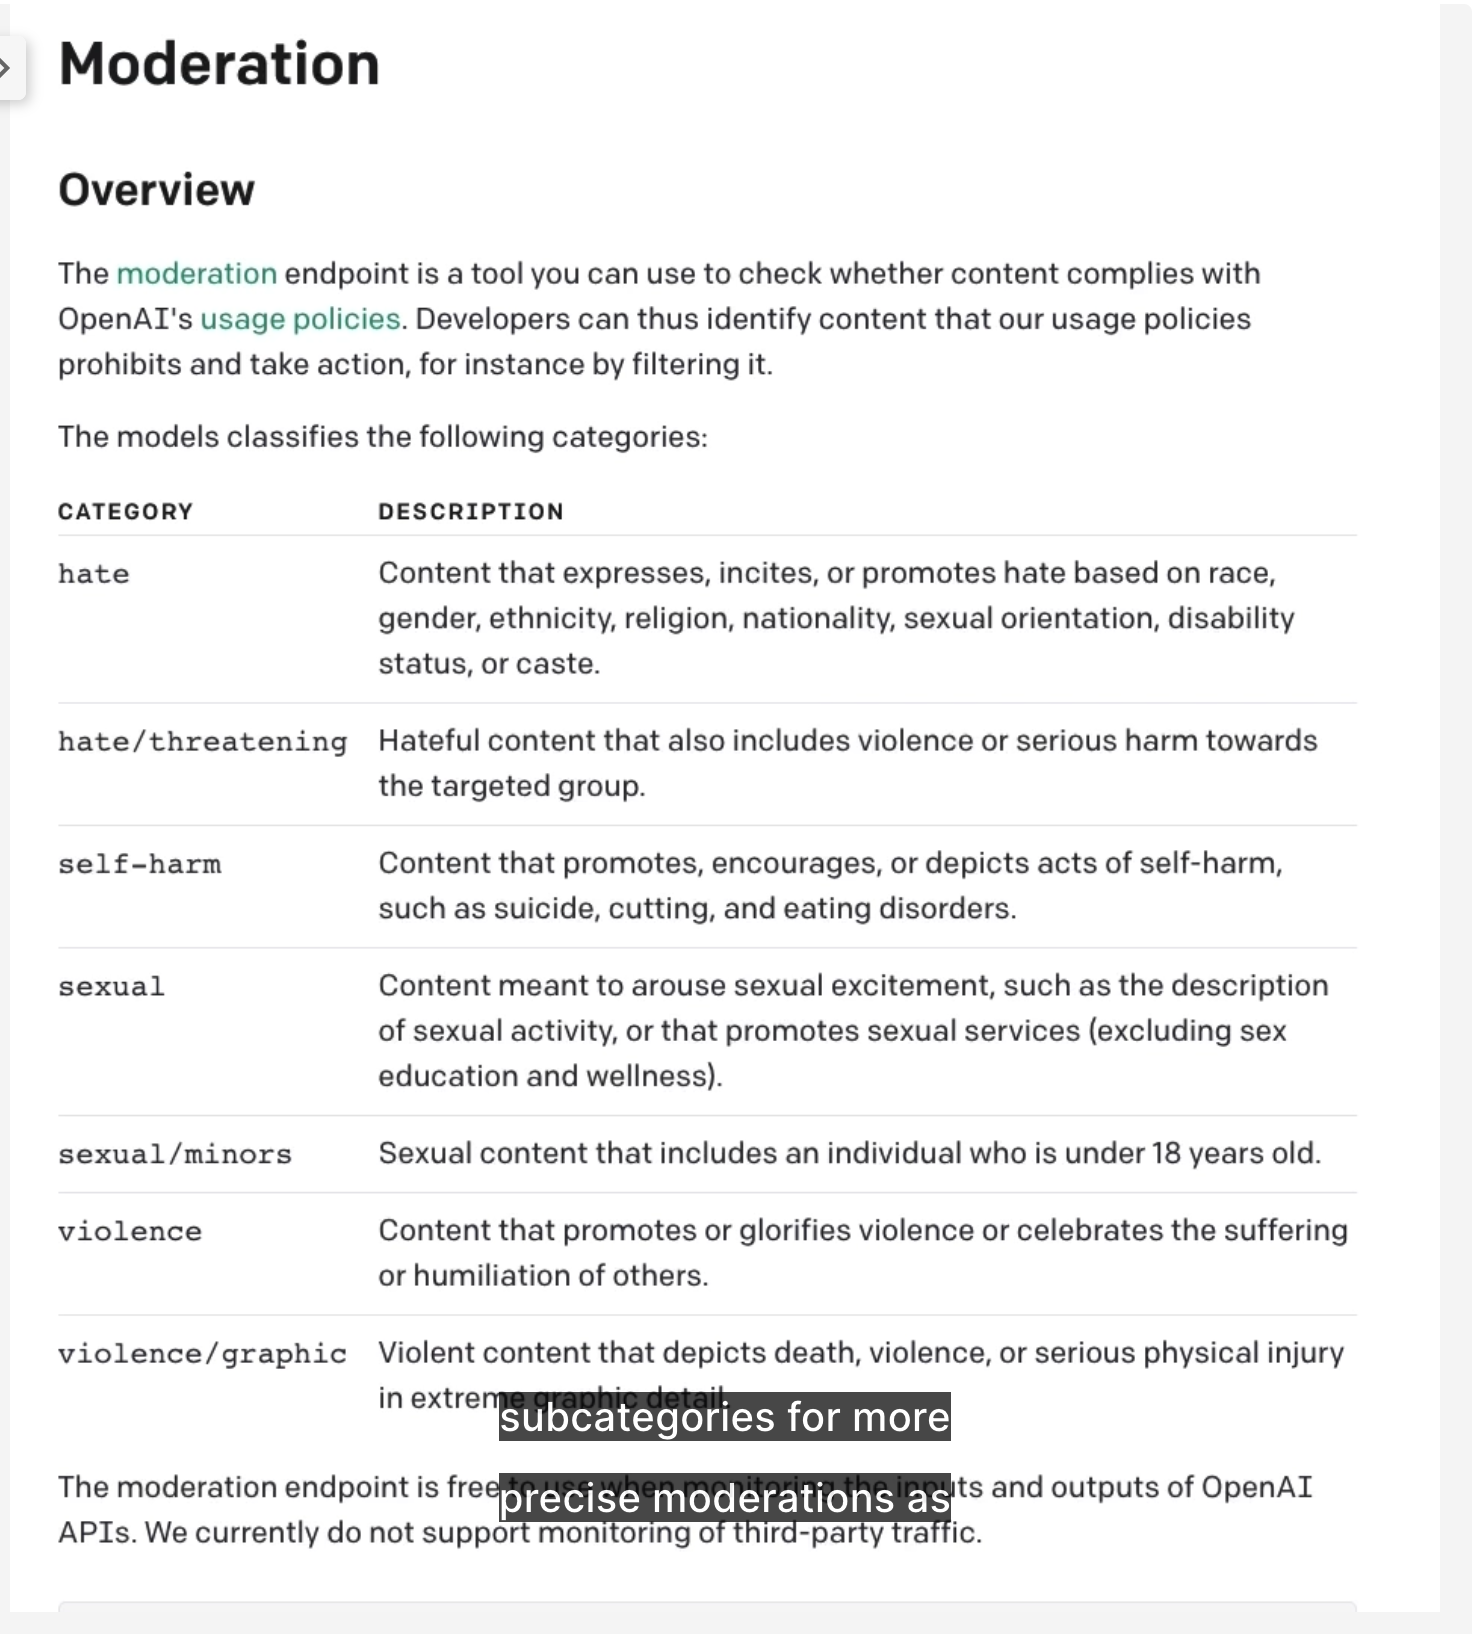 Moderation
Overview
The moderation endpoint is a tool you can use to check whether content complies with
OpenAI's usage policies. Developers can thus identify content that our usage policies
prohibits and take action, for instance by filtering it.
The models classifies the following categories:
CATEGORY DESCRIPTION
hate Content that expresses, incites, or promotes hate based on race,
gender, ethnicity, religion, nationality, sexual orientation, disability
status, or caste.
hate/threatening Hateful content that also includes violence or serious harm towards
the targeted group.
self-harm Content that promotes, encourages, or depicts acts of self-harm,
such as suicide, cutting, and eating disorders.
sexual Content meant to arouse sexual excitement, such as the description
of sexual activity, or that promotes sexual services (excluding sex
education and wellness).
sexual/minors Sexual content that includes an individual who is under 18 years old.
violence Content that promotes or glorifies violence or celebrates the suffering
or humiliation of others.
violence/graphic Violent content that depicts death, violence, or serious physical injury
in extreme graphic detail.
subcategories for more
The moderation endpoint is free to use when monitoring the inputs and outputs of OpenAI
precise moderations as
APIs. We currently do not support monitoring of third-party traffic.